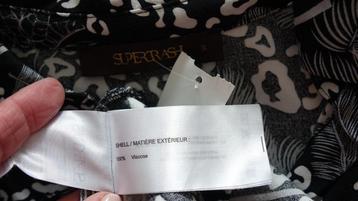 SUPERTRASH
SHELL / MATIÈRE EXTÉRIEUR :
100% Viscose